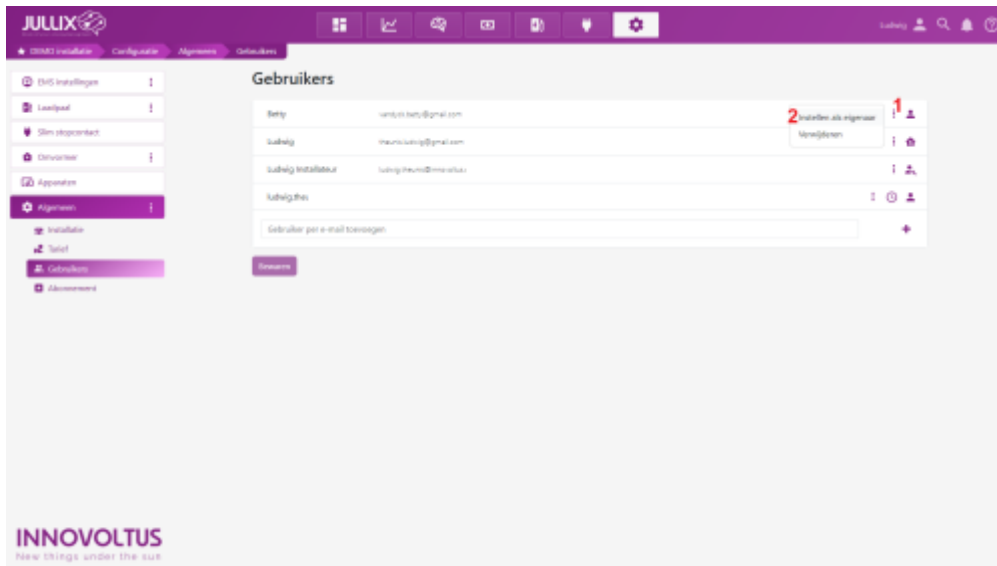 JULLIX
Ludwig
DEMO installatie Configuratie Algemeen Gebruikers
EMS instellingen
Laadpaal
Slim stopcontact
Omvormer
Apparaten
Algemeen
Installatie
Tarief
Gebruikers
Abonnement
Gebruikers
1
Betty
2 Instellen als eigenaar
Verwijderen
Ludwig
Ludwig Installateur
ludwig.theu
Gebruiker per e-mail toevoegen
Bewaren
INNOVOLTUS
New things under the sun